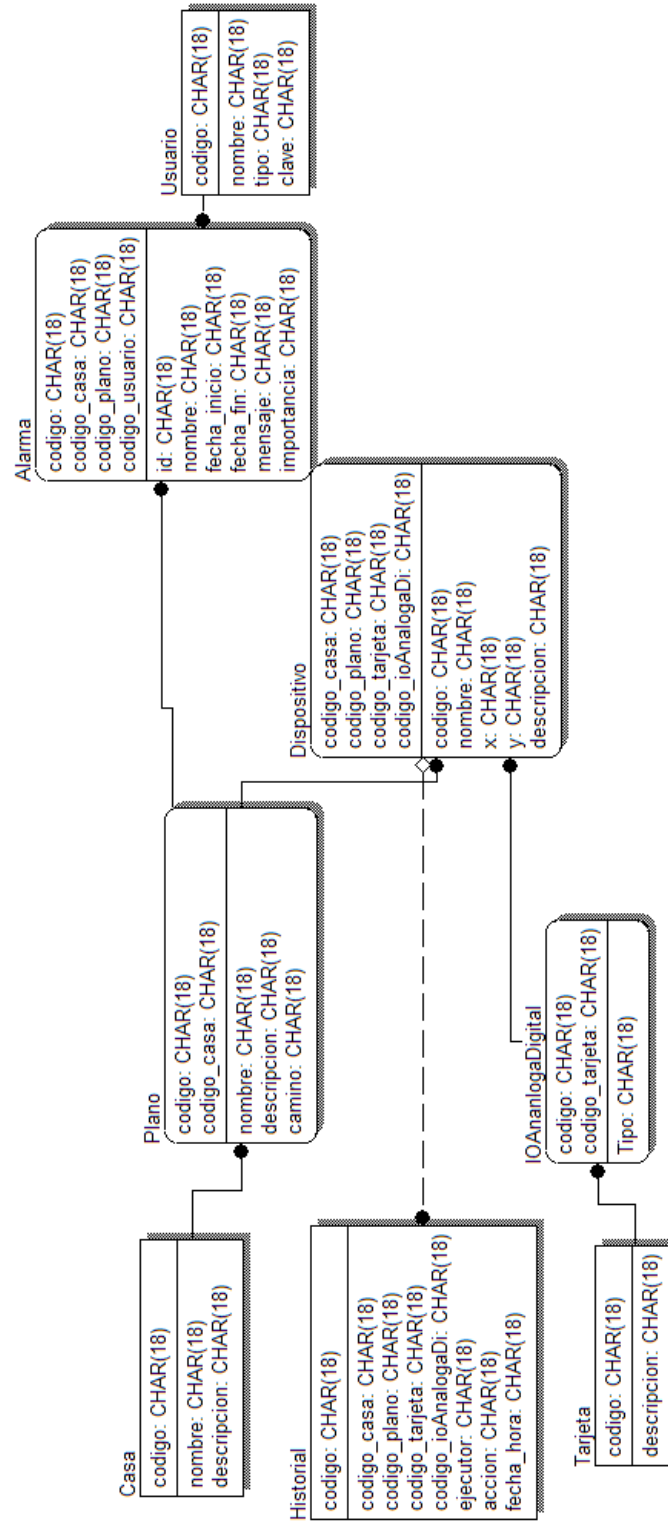 Casa
codigo: CHAR(18)
nombre: CHAR(18)
descripcion: CHAR(18)
Plano
codigo: CHAR(18)
codigo_casa: CHAR(18)
nombre: CHAR(18)
descripcion: CHAR(18)
camino: CHAR(18)
Alarma
codigo: CHAR(18)
codigo_casa: CHAR(18)
codigo_plano: CHAR(18)
codigo_usuario: CHAR(18)
id: CHAR(18)
nombre: CHAR(18)
fecha_inicio: CHAR(18)
fecha_fin: CHAR(18)
mensaje: CHAR(18)
importancia: CHAR(18)
Usuario
codigo: CHAR(18)
nombre: CHAR(18)
tipo: CHAR(18)
clave: CHAR(18)
Historial
codigo: CHAR(18)
codigo_casa: CHAR(18)
codigo_plano: CHAR(18)
codigo_tarjeta: CHAR(18)
codigo_ioAnalogaDi: CHAR(18)
ejecutor: CHAR(18)
accion: CHAR(18)
fecha_hora: CHAR(18)
Dispositivo
codigo_casa: CHAR(18)
codigo_plano: CHAR(18)
codigo_tarjeta: CHAR(18)
codigo_ioAnalogaDi: CHAR(18)
codigo: CHAR(18)
nombre: CHAR(18)
x: CHAR(18)
y: CHAR(18)
descripcion: CHAR(18)
Tarjeta
codigo: CHAR(18)
descripcion: CHAR(18)
IOAnanlogaDigital
codigo: CHAR(18)
codigo_tarjeta: CHAR(18)
Tipo: CHAR(18)